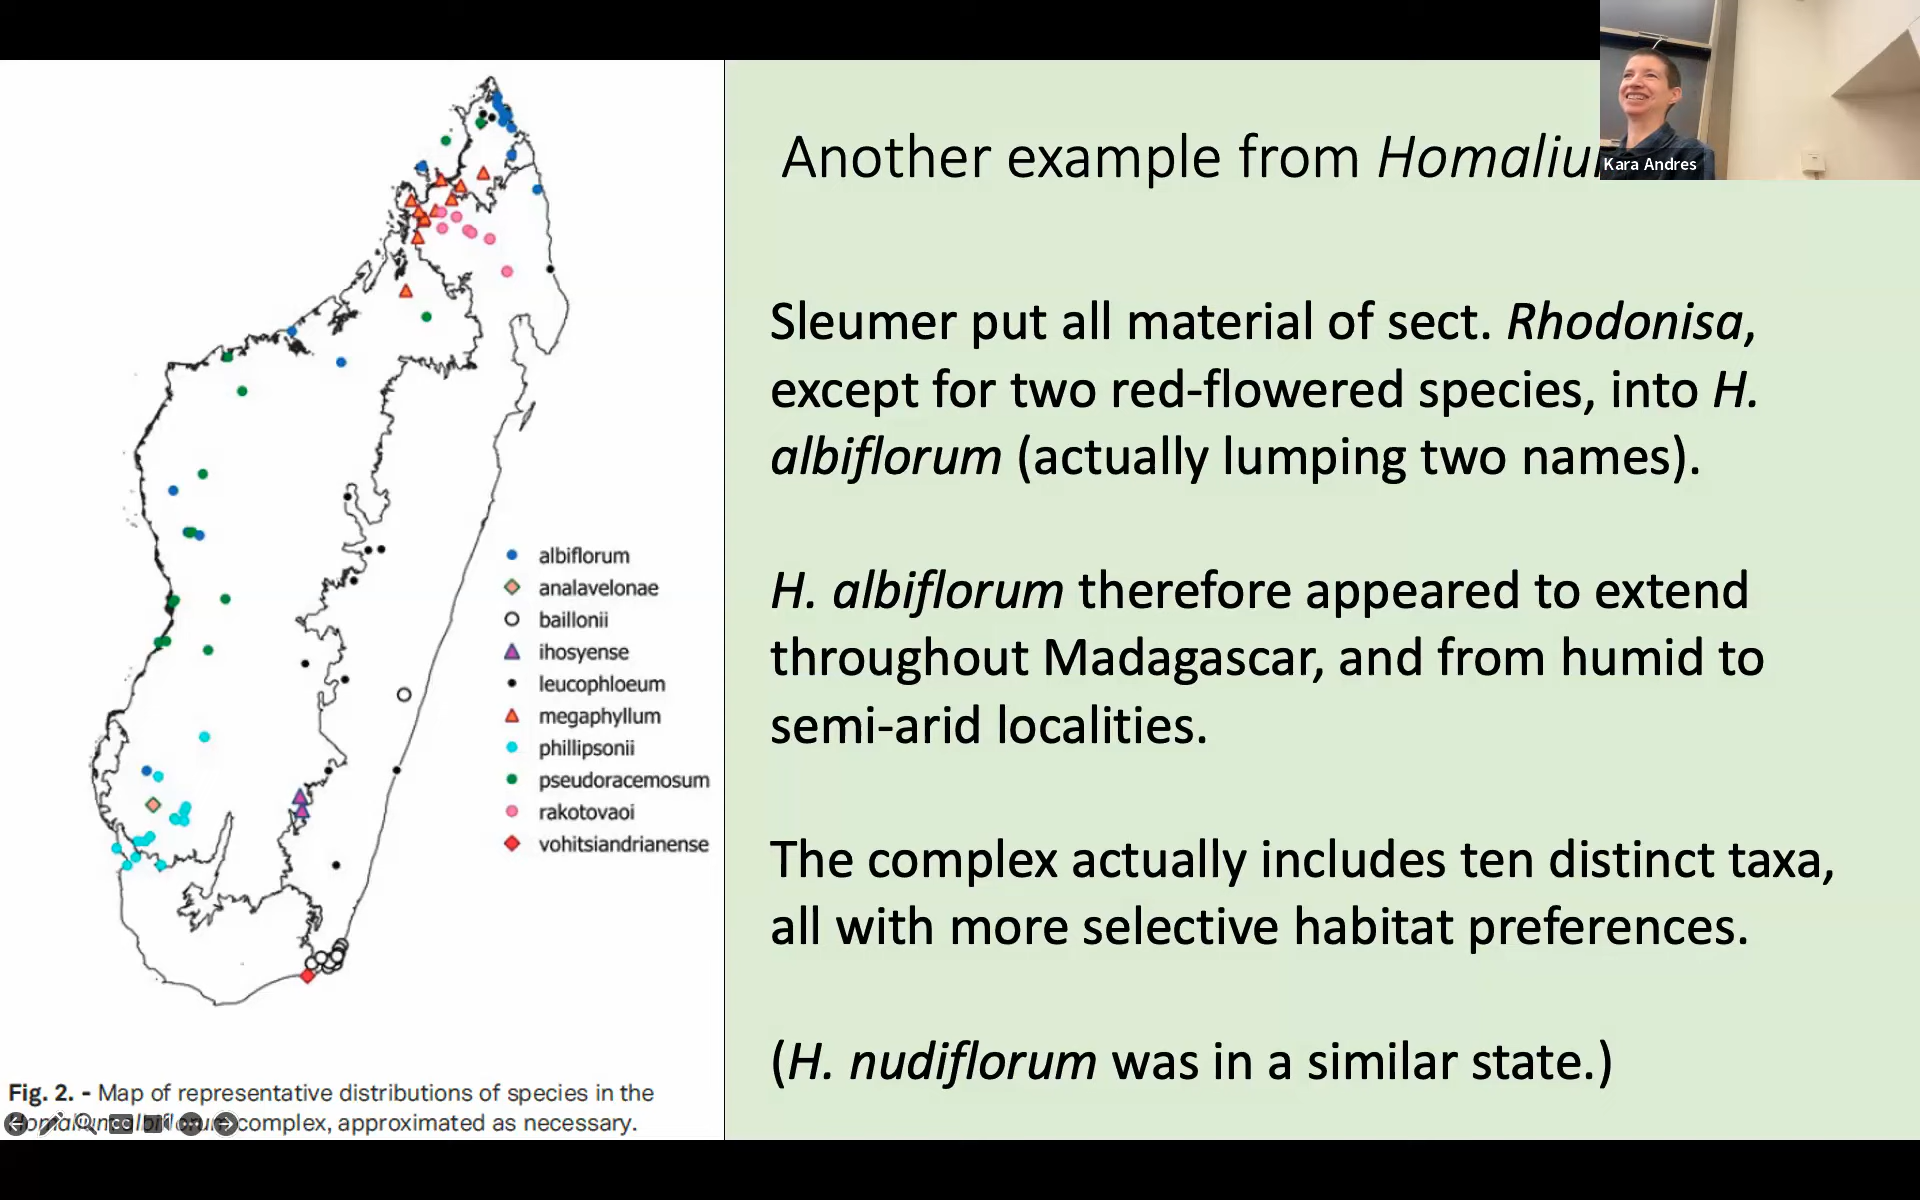 Another example from Homaliu
Kara Andres
Sleumer put all material of sect. Rhodonisa,
except for two red-flowered species, into H.
albiflorum (actually lumping two names).
H. albiflorum therefore appeared to extend
throughout Madagascar, and from humid to
semi-arid localities.
The complex actually includes ten distinct taxa,
all with more selective habitat preferences.
(H. nudiflorum was in a similar state.)
albiflorum
analavelonae
baillonii
ihosyense
leucophloeum
megaphyllum
phillipsonii
pseudoracemosum
rakotovaoi
vohitsiandrianense
Fig. 2. - Map of representative distributions of species in the
Homalium albiflorum complex, approximated as necessary.